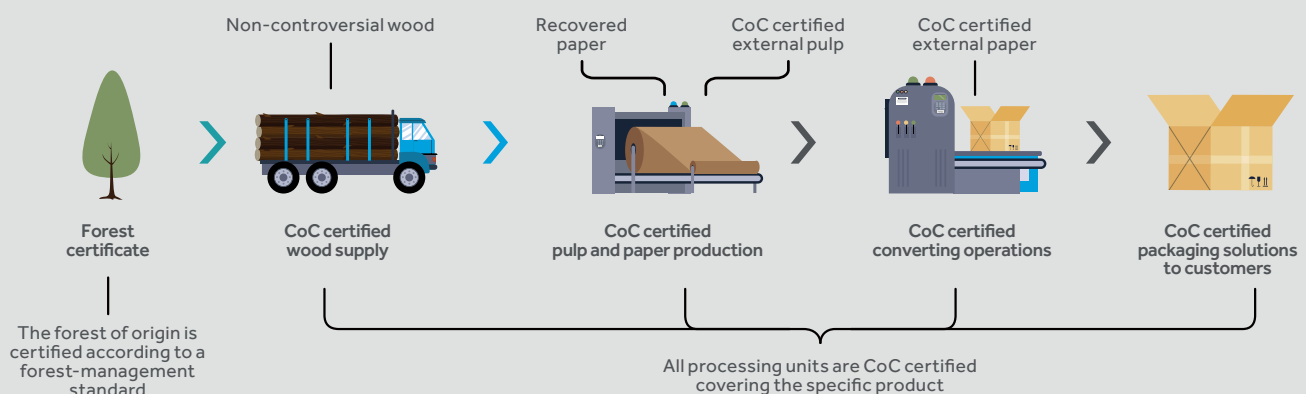 Non-controversial wood
Recovered
paper
CoC certified
external pulp
CoC certified
external paper
Forest
certificate
CoC certified
wood supply
CoC certified
pulp and paper production
CoC certified
converting operations
CoC certified
packaging solutions
to customers
The forest of origin is
certified according to a
forest-management
standard
All processing units are CoC certified
covering the specific product